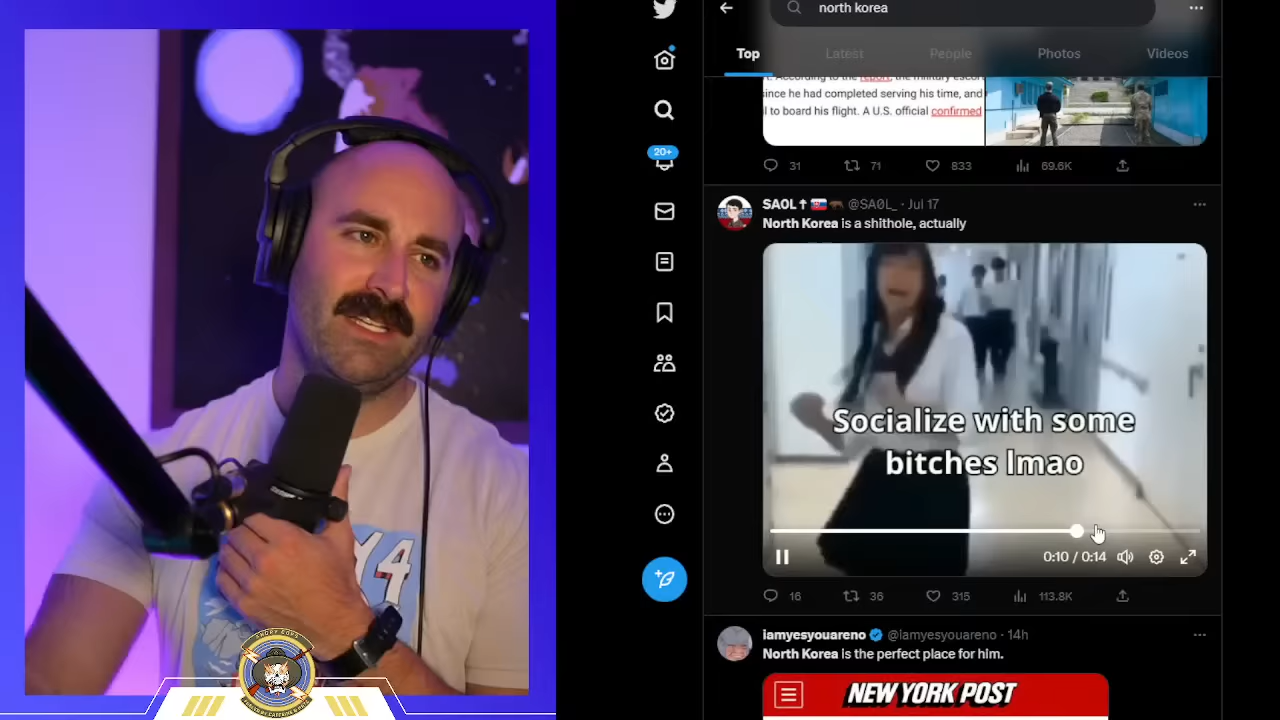 north korea
Top
Latest
People
Photos
Videos
According to the report, the military escort
since he had completed serving his time, and
l to board his flight. A U.S. official confirmed
31
71
833
69.6K
20+
SAOL
@SAØL_ · Jul 17
North Korea is a shithole, actually
Socialize with some
bitches lmao
0:10 / 0:14
16
36
315
113.8K
iamyesyouareno
@Iamyesyouareno · 14h
North Korea is the perfect place for him.
NEW YORK POST
ANGRY COPS